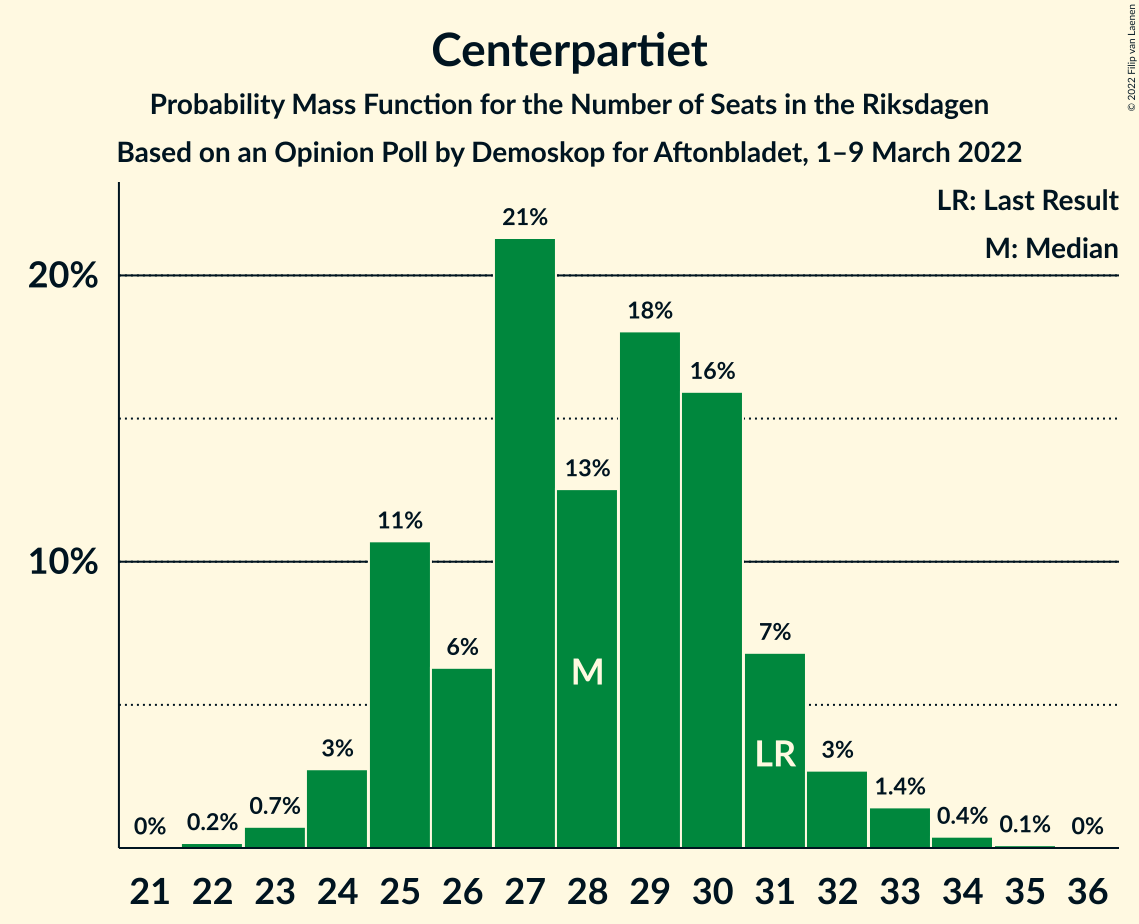 Centerpartiet
Probability Mass Function for the Number of Seats in the Riksdagen
Based on an Opinion Poll by Demoskop for Aftonbladet, 1–9 March 2022
© 2022 Filip van Laenen
LR: Last Result
M: Median
20%
10%
0%
0.2%
0.7%
3%
11%
6%
21%
13%
18%
16%
7%
3%
1.4%
0.4%
0.1%
0%
M
LR
21 22 23 24 25 26 27 28 29 30 31 32 33 34 35 36